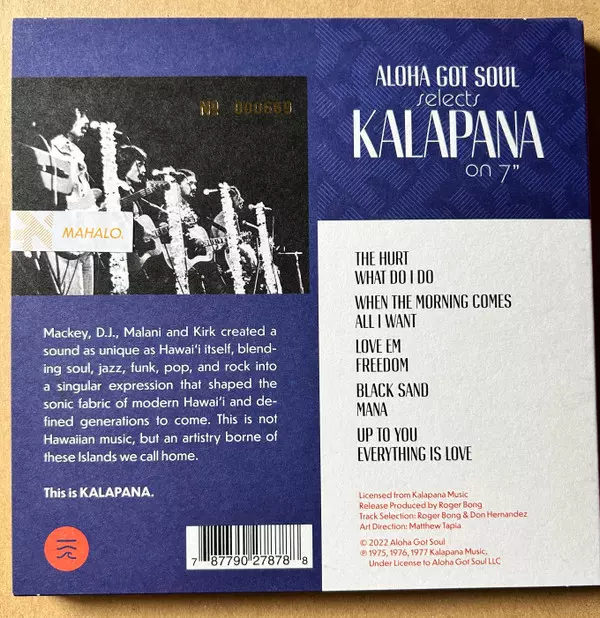 Nº 000669
MAHALO.
Mackey, D.J., Malani and Kirk created a
sound as unique as Hawai‘i itself, blend-
ing soul, jazz, funk, pop, and rock into
a singular expression that shaped the
sonic fabric of modern Hawai‘i and de-
fined generations to come. This is not
Hawaiian music, but an artistry borne of
these Islands we call home.
This is KALAPANA.
7 87790 27878 8
ALOHA GOT SOUL
selects
KALAPANA
on 7"
THE HURT
WHAT DO I DO
WHEN THE MORNING COMES
ALL I WANT
LOVE EM
FREEDOM
BLACK SAND
MANA
UP TO YOU
EVERYTHING IS LOVE
Licensed from Kalapana Music
Release Produced by Roger Bong
Track Selection: Roger Bong & Don Hernandez
Art Direction: Matthew Tapia
© 2022 Aloha Got Soul
℗ 1975, 1976, 1977 Kalapana Music,
Under License to Aloha Got Soul LLC